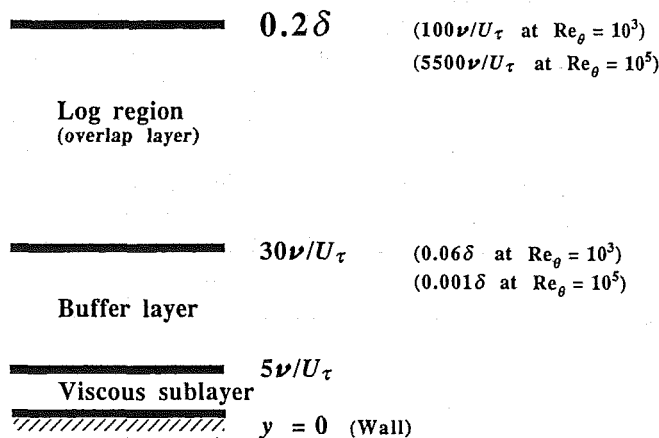 0.2δ (100ν/Uτ at Reθ = 10³)
(5500ν/Uτ at Reθ = 10⁵)
Log region
(overlap layer)
30ν/Uτ (0.06δ at Reθ = 10³)
(0.001δ at Reθ = 10⁵)
Buffer layer
5ν/Uτ
Viscous sublayer
y = 0 (Wall)